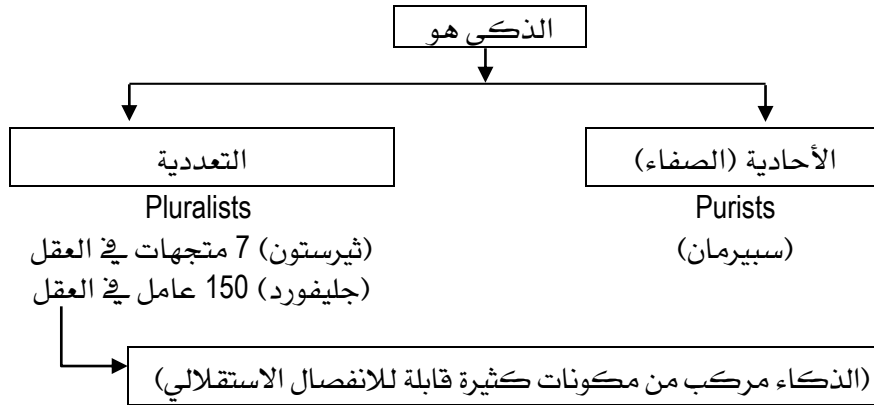 الذكي هو
الأحادية (الصفاء)
Purists
(سبيرمان)
التعددية
Pluralists
(ثيرستون) 7 متجهات في العقل
(جليفورد) 150 عامل في العقل
(الذكاء مركب من مكونات كثيرة قابلة للانفصال الاستقلالي)